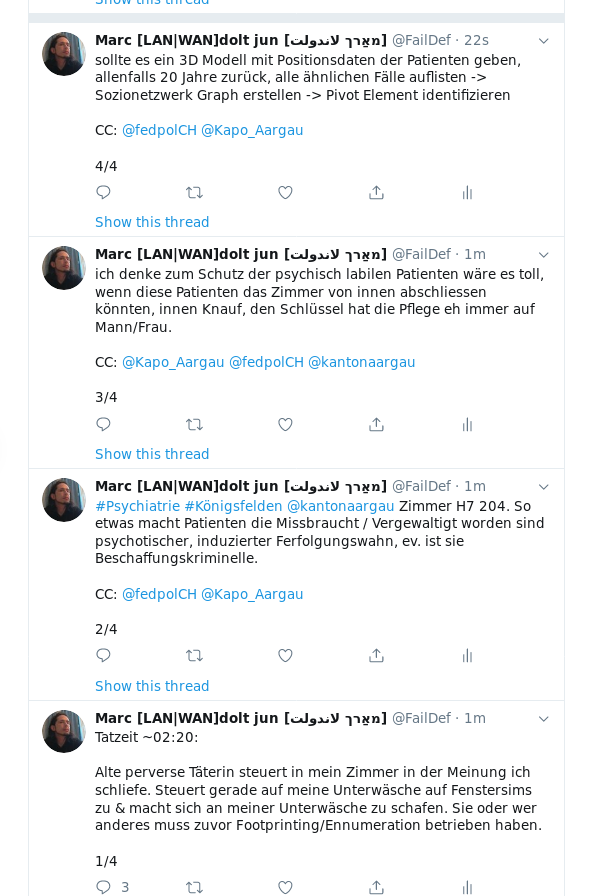 Show this thread
Marc [LAN|WAN]dolt jun [מאַרך لاندولت] @FailDef · 22s
sollte es ein 3D Modell mit Positionsdaten der Patienten geben,
allenfalls 20 Jahre zurück, alle ähnlichen Fälle auflisten ->
Sozionetzwerk Graph erstellen -> Pivot Element identifizieren
CC: @fedpolCH @Kapo_Aargau
4/4
Show this thread
Marc [LAN|WAN]dolt jun [מאַרך لاندولت] @FailDef · 1m
ich denke zum Schutz der psychisch labilen Patienten wäre es toll,
wenn diese Patienten das Zimmer von innen abschliessen
könnten, innen Knauf, den Schlüssel hat die Pflege eh immer auf
Mann/Frau.
CC: @Kapo_Aargau @fedpolCH @kantonaargau
3/4
Show this thread
Marc [LAN|WAN]dolt jun [מאַרך لاندولت] @FailDef · 1m
#Psychiatrie #Königsfelden @kantonaargau Zimmer H7 204. So
etwas macht Patienten die Missbraucht / Vergewaltigt worden sind
psychotischer, induzierter Ferfolgungswahn, ev. ist sie
Beschaffungskriminelle.
CC: @fedpolCH @Kapo_Aargau
2/4
Show this thread
Marc [LAN|WAN]dolt jun [מאַרך لاندولت] @FailDef · 1m
Tatzeit ~02:20:
Alte perverse Täterin steuert in mein Zimmer in der Meinung ich
schliefe. Steuert gerade auf meine Unterwäsche auf Fenstersims
zu & macht sich an meiner Unterwäsche zu schafen. Sie oder wer
anderes muss zuvor Footprinting/Ennumeration betrieben haben.
1/4
3